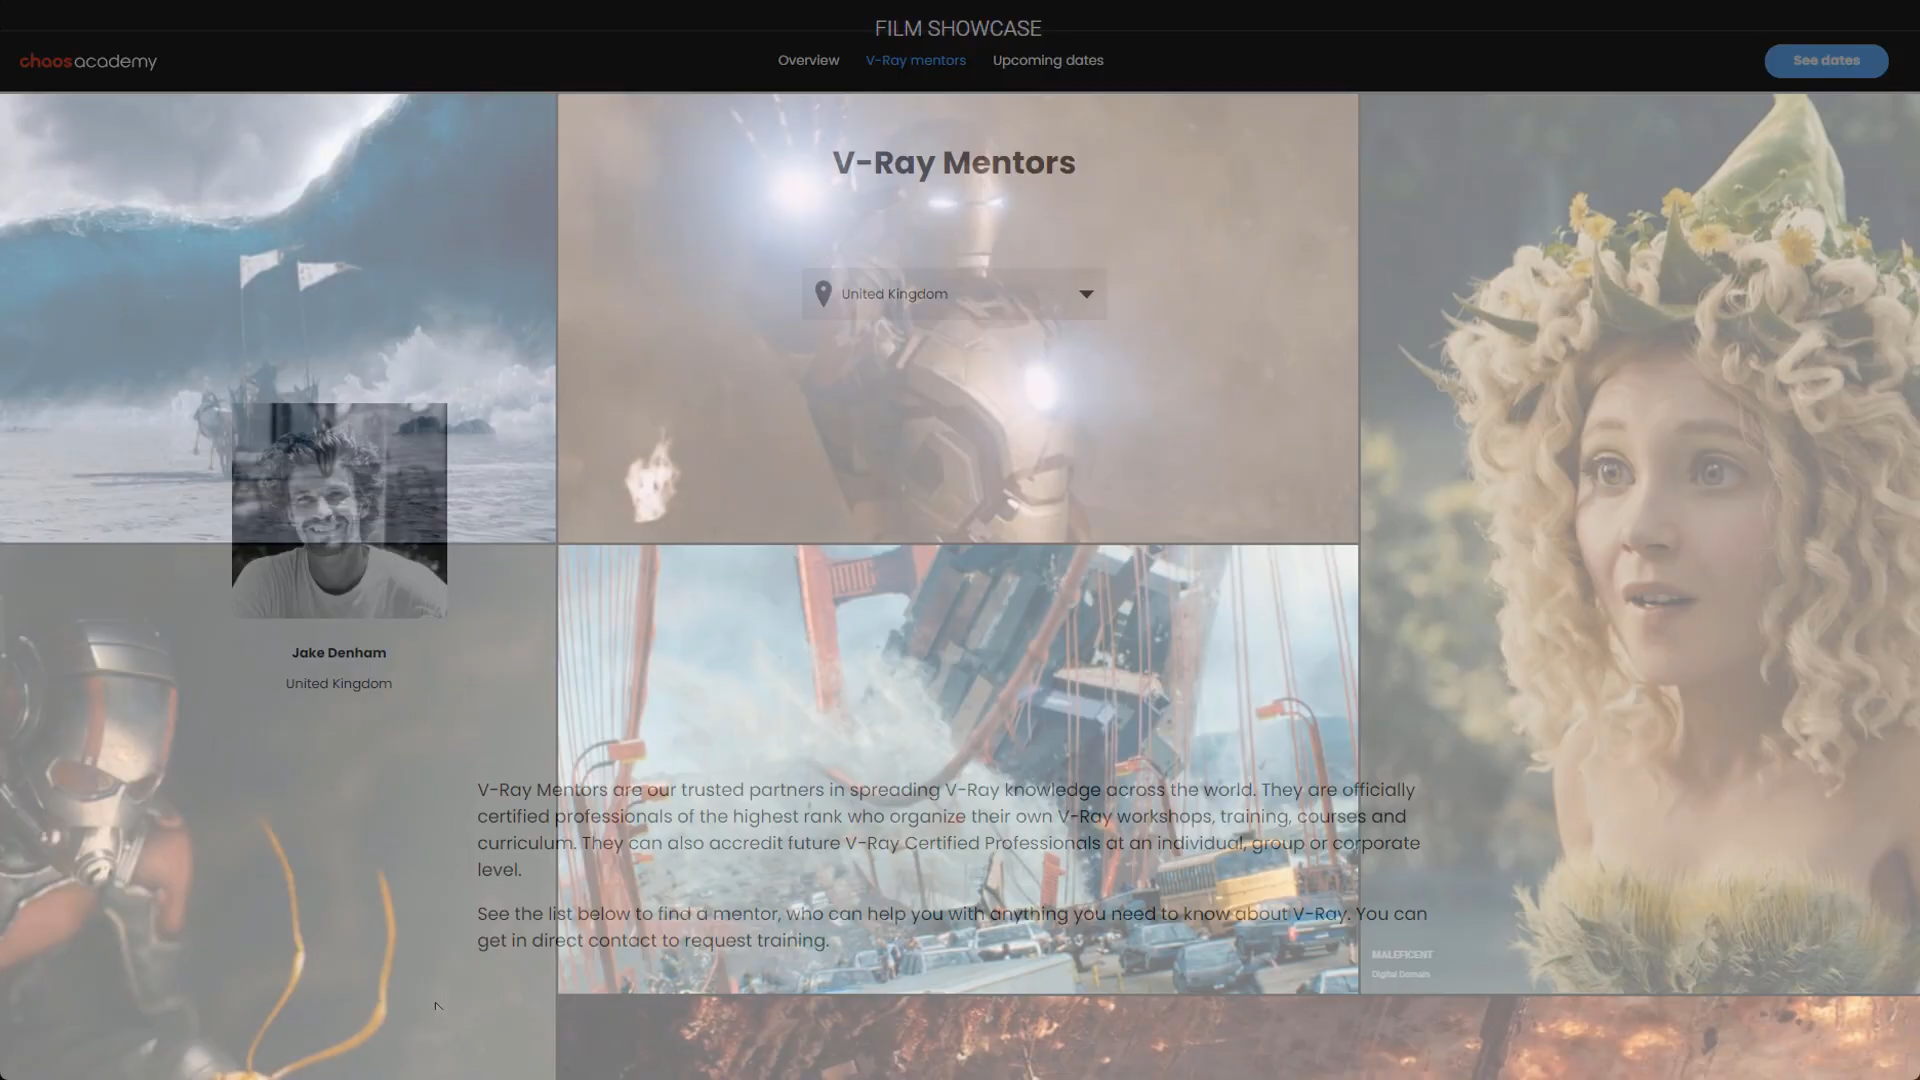 FILM SHOWCASE
chaosacademy
Overview
V-Ray mentors
Upcoming dates
See dates
V-Ray Mentors
United Kingdom
Jake Denham
United Kingdom
V-Ray Mentors are our trusted partners in spreading V-Ray knowledge across the world. They are officially
certified professionals of the highest rank who organize their own V-Ray workshops, training, courses and
curriculum. They can also accredit future V-Ray Certified Professionals at an individual, group or corporate
level.
See the list below to find a mentor, who can help you with anything you need to know about V-Ray. You can
get in direct contact to request training.
MALEFICENT
Digital Domain